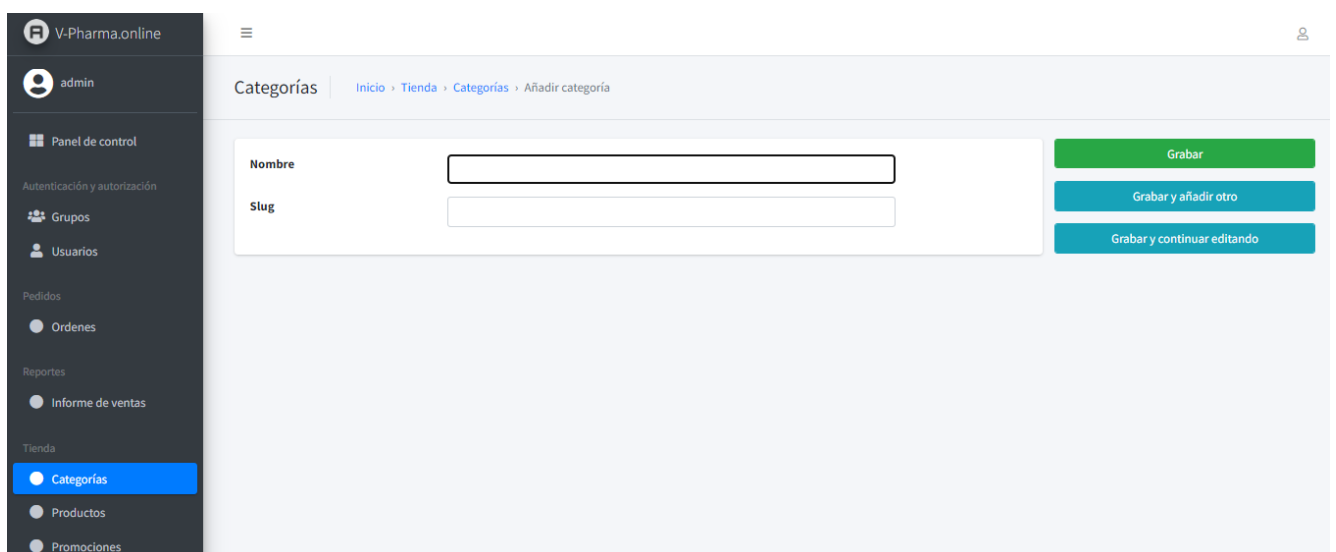 V-Pharma.online
admin
Panel de control
Autenticación y autorización
Grupos
Usuarios
Pedidos
Ordenes
Reportes
Informe de ventas
Tienda
Categorías
Productos
Promociones
Categorías
Inicio › Tienda › Categorías › Añadir categoría
Nombre
Slug
Grabar
Grabar y añadir otro
Grabar y continuar editando